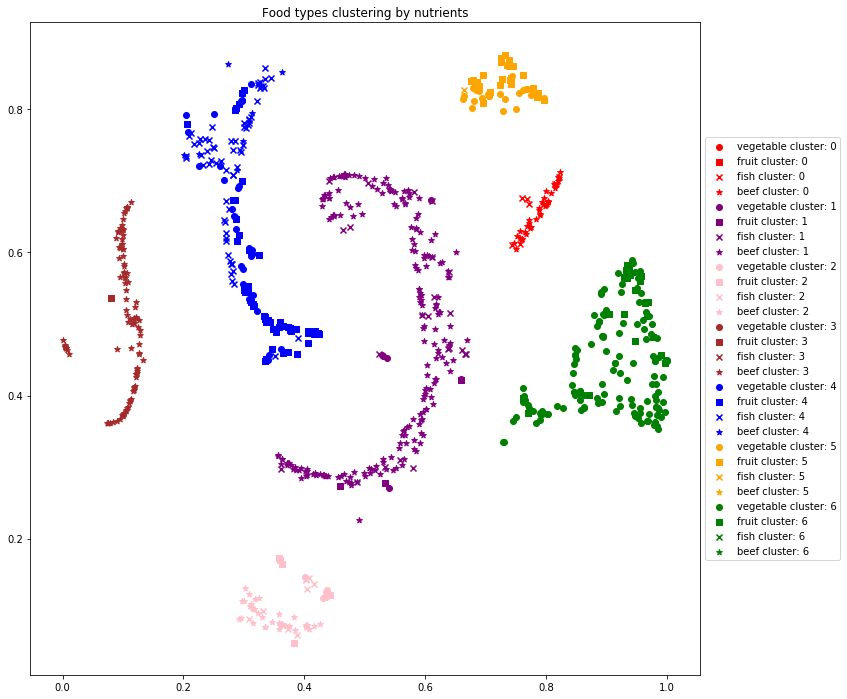 Food types clustering by nutrients
0.8
0.6
0.4
0.2
0.0 0.2 0.4 0.6 0.8 1.0
vegetable cluster: 0
fruit cluster: 0
fish cluster: 0
beef cluster: 0
vegetable cluster: 1
fruit cluster: 1
fish cluster: 1
beef cluster: 1
vegetable cluster: 2
fruit cluster: 2
fish cluster: 2
beef cluster: 2
vegetable cluster: 3
fruit cluster: 3
fish cluster: 3
beef cluster: 3
vegetable cluster: 4
fruit cluster: 4
fish cluster: 4
beef cluster: 4
vegetable cluster: 5
fruit cluster: 5
fish cluster: 5
beef cluster: 5
vegetable cluster: 6
fruit cluster: 6
fish cluster: 6
beef cluster: 6